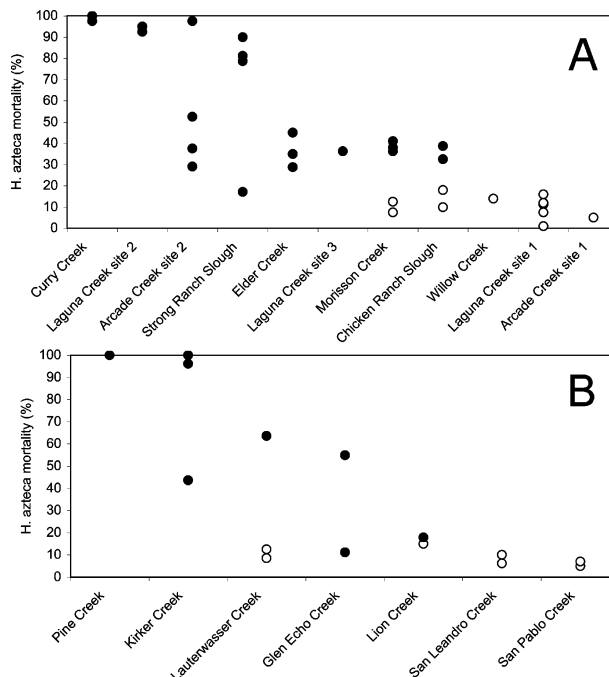 A
H. azteca mortality (%)
100
90
80
70
60
50
40
30
20
10
0
Curry Creek
Laguna Creek site 2
Arcade Creek site 2
Strong Ranch Slough
Elder Creek
Laguna Creek site 3
Morisson Creek
Chicken Ranch Slough
Willow Creek
Laguna Creek site 1
Arcade Creek site 1
B
H. azteca mortality (%)
100
90
80
70
60
50
40
30
20
10
0
Pine Creek
Kirker Creek
Lauterwasser Creek
Glen Echo Creek
Lion Creek
San Leandro Creek
San Pablo Creek